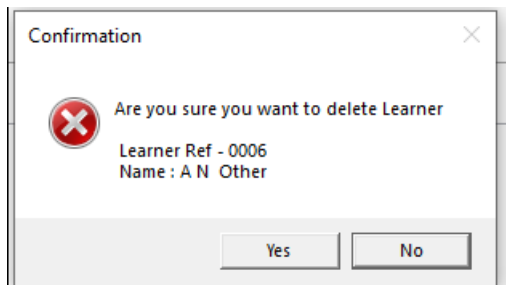 Confirmation
Are you sure you want to delete Learner
Learner Ref - 0006
Name : A N  Other
Yes
No